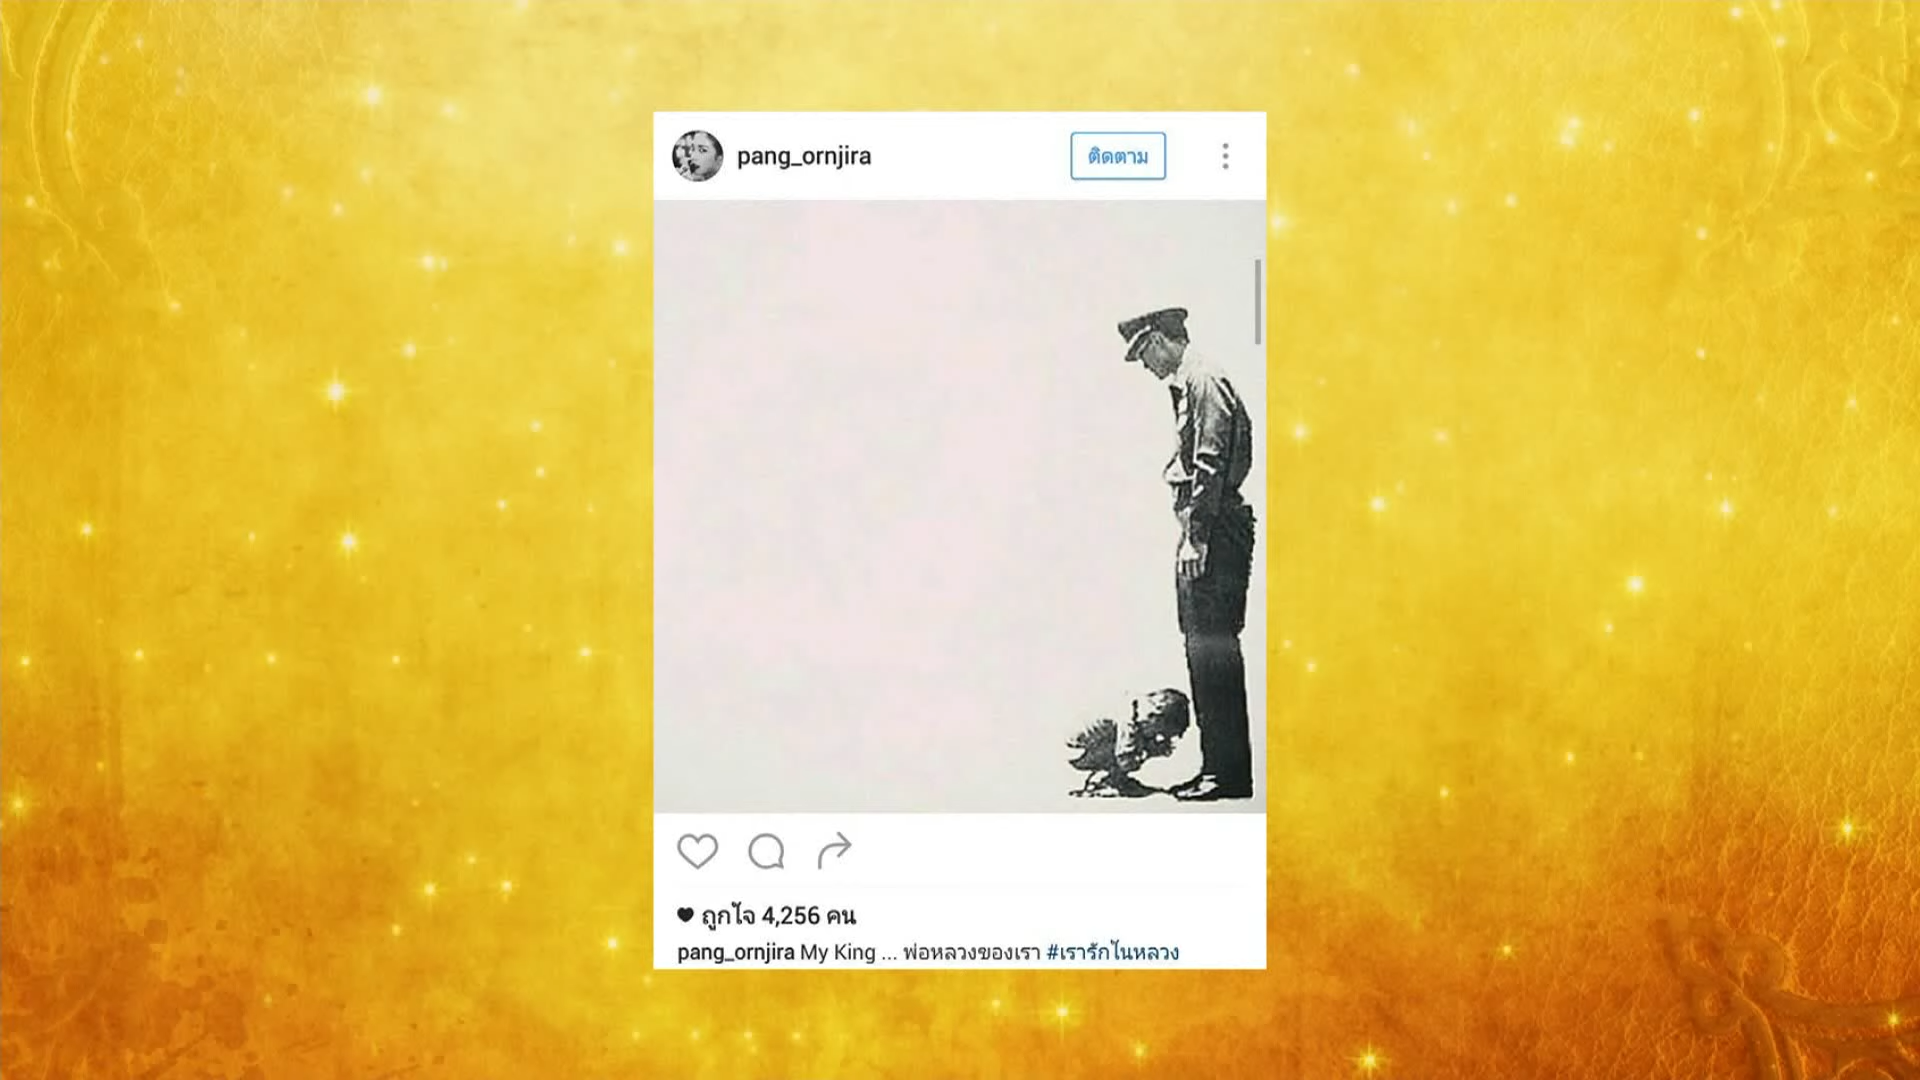 pang_ornjira
ติดตาม
ถูกใจ 4,256 คน
pang_ornjira My King ... พ่อหลวงของเรา #เรารักในหลวง